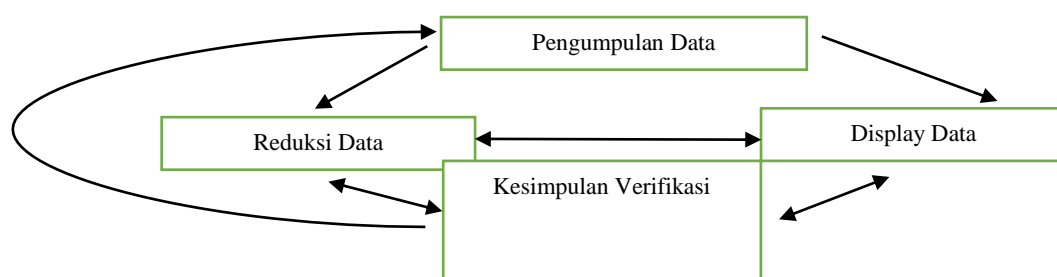 Pengumpulan Data
Reduksi Data
Display Data
Kesimpulan Verifikasi